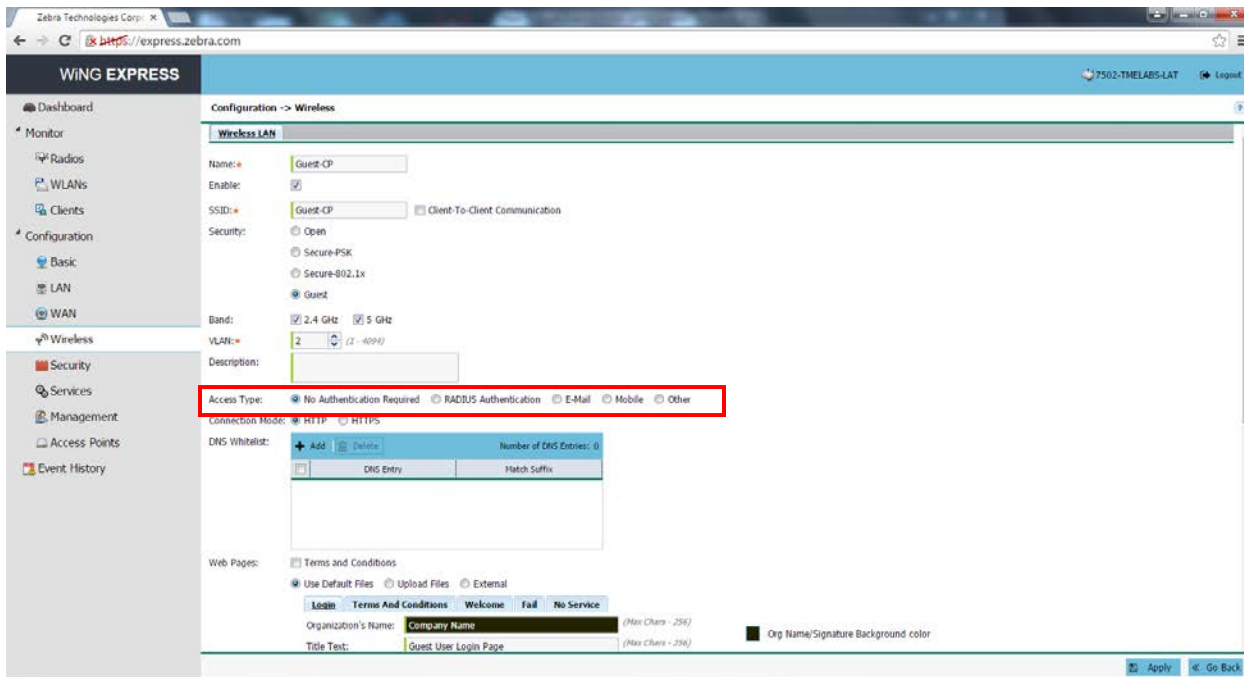 Zebra Technologies Corp
https://express.zebra.com
WiNG EXPRESS
7502-TMELABS-LAT Logout
Dashboard
Configuration -> Wireless
Monitor
Wireless LAN
Radios
Name:* Guest-CP
WLANs
Enable:
Clients
SSID:* Guest-CP Client-To-Client Communication
Configuration
Security: Open
Basic
Secure-PSK
LAN
Secure-802.1x
Guest
WAN
Band: 2.4 GHz 5 GHz
Wireless
VLAN:* 2 (1 - 4094)
Security
Description:
Services
Access Type: No Authentication Required RADIUS Authentication E-Mail Mobile Other
Management
Connection Mode: HTTP HTTPS
Access Points
DNS Whitelist: Add Delete Number of DNS Entries: 0
Event History
DNS Entry Match Suffix
Web Pages: Terms and Conditions
Use Default Files Upload Files External
Login Terms And Conditions Welcome Fail No Service
Organization's Name: Company Name (Max Chars - 256)
Org Name/Signature Background color
Title Text: Guest User Login Page (Max Chars - 256)
Apply Go Back